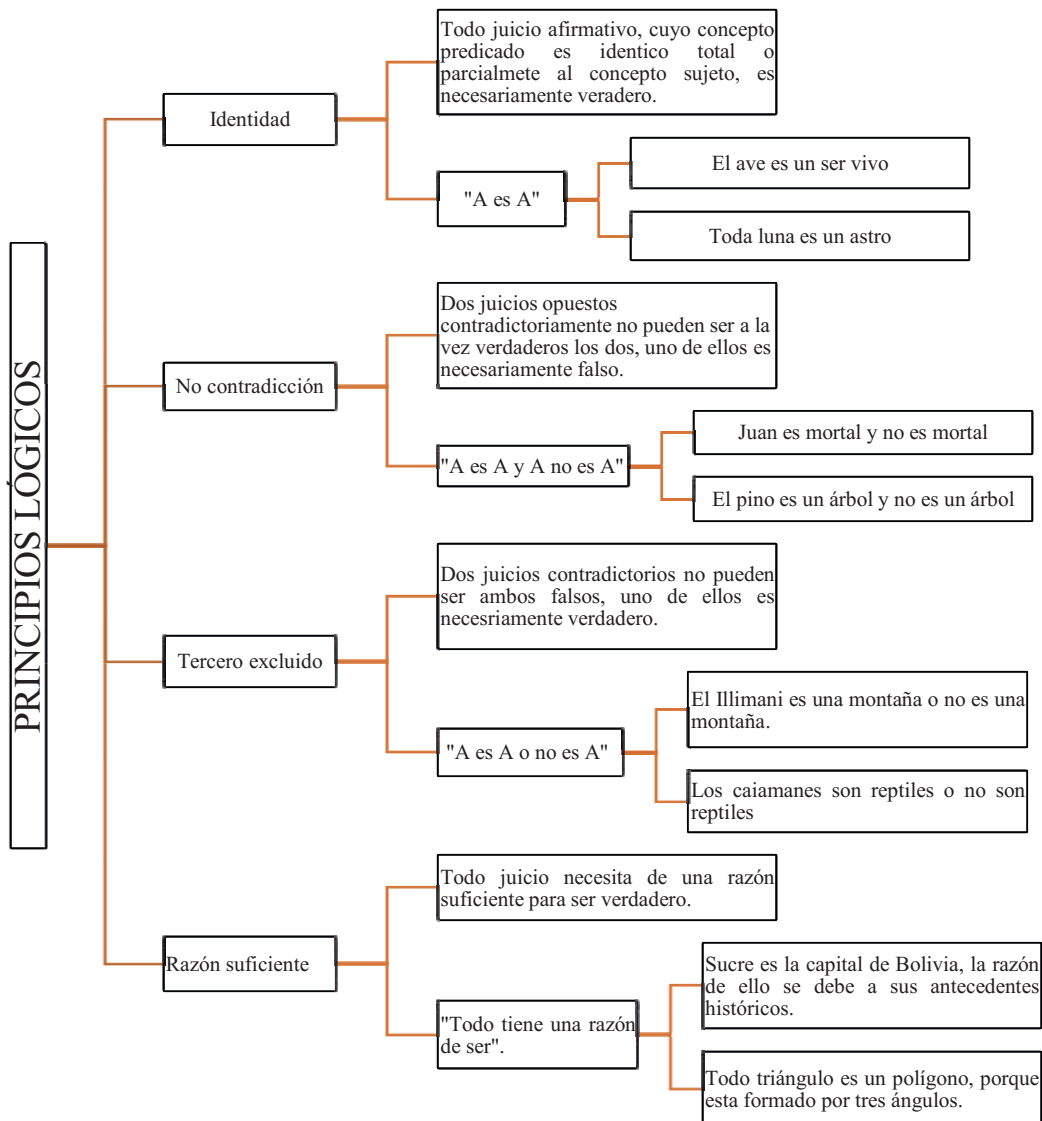 PRINCIPIOS LÓGICOS
Identidad
Todo juicio afirmativo, cuyo concepto
predicado es identico total o
parcialmete al concepto sujeto, es
necesariamente veradero.
"A es A"
El ave es un ser vivo
Toda luna es un astro
No contradicción
Dos juicios opuestos
contradictoriamente no pueden ser a la
vez verdaderos los dos, uno de ellos es
necesariamente falso.
"A es A y A no es A"
Juan es mortal y no es mortal
El pino es un árbol y no es un árbol
Tercero excluido
Dos juicios contradictorios no pueden
ser ambos falsos, uno de ellos es
necesriamente verdadero.
"A es A o no es A"
El Illimani es una montaña o no es una
montaña.
Los caiamanes son reptiles o no son
reptiles
Razón suficiente
Todo juicio necesita de una razón
suficiente para ser verdadero.
"Todo tiene una razón
de ser".
Sucre es la capital de Bolivia, la razón
de ello se debe a sus antecedentes
históricos.
Todo triángulo es un polígono, porque
esta formado por tres ángulos.